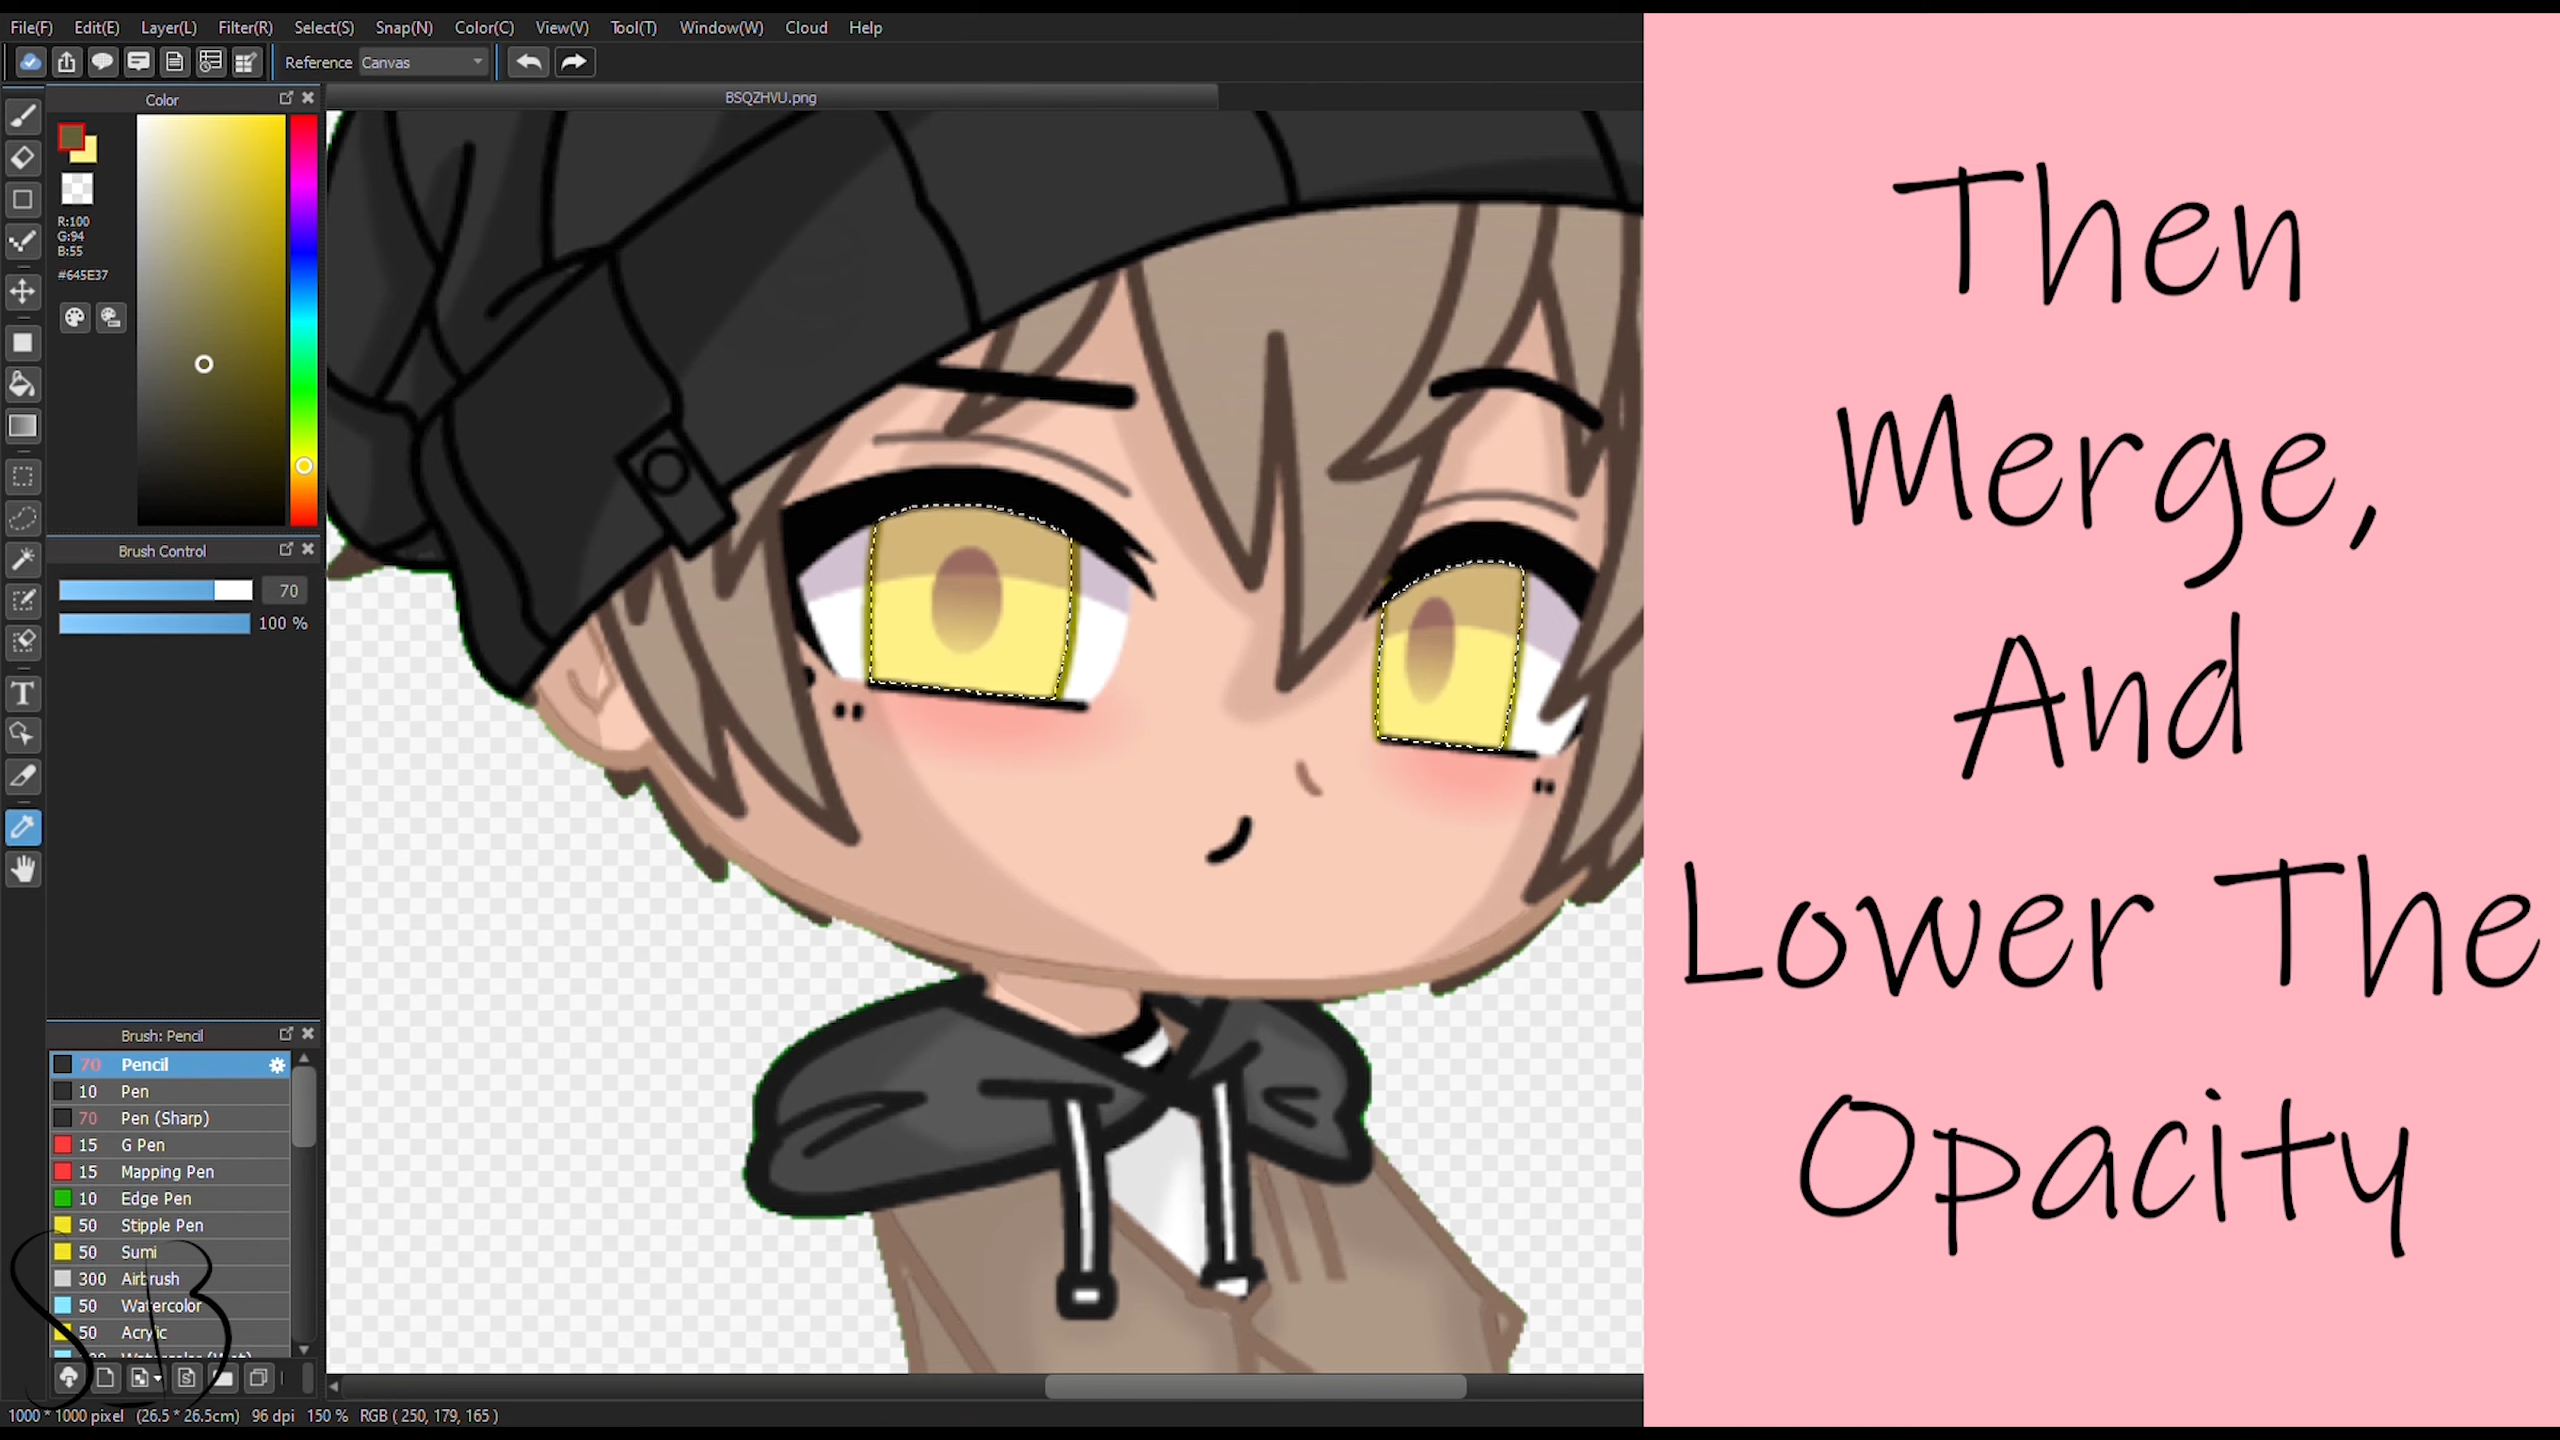 File(F) Edit(E) Layer(L) Filter(R) Select(S) Snap(N) Color(C) View(V) Tool(T) Window(W) Cloud Help
Reference Canvas
Color
BSQZHVU.png
R:100
G:94
B:55
#645E37
Brush Control
70
100 %
Brush: Pencil
70 Pencil
10 Pen
70 Pen (Sharp)
15 G Pen
15 Mapping Pen
10 Edge Pen
50 Stipple Pen
50 Sumi
300 Airbrush
50 Watercolor
50 Acrylic
1000 * 1000 pixel (26.5 * 26.5cm) 96 dpi 150 % RGB ( 250, 179, 165 )
Then
Merge,
And
Lower The
Opacity